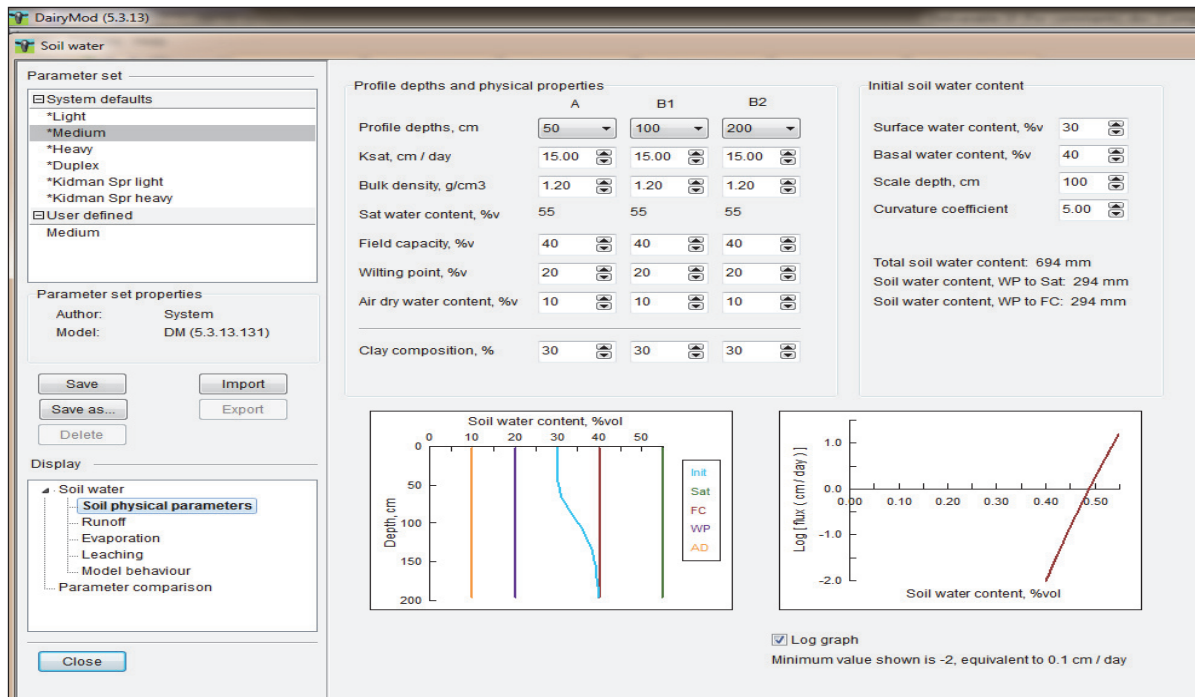 DairyMod (5.3.13)
Soil water
Parameter set
System defaults
*Light
*Medium
*Heavy
*Duplex
*Kidman Spr light
*Kidman Spr heavy
User defined
Medium
Parameter set properties
Author: System
Model: DM (5.3.13.131)
Save Import
Save as... Export
Delete
Display
Soil water
Soil physical parameters
Runoff
Evaporation
Leaching
Model behaviour
Parameter comparison
Close
Profile depths and physical properties
A B1 B2
Profile depths, cm 50 100 200
Ksat, cm / day 15.00 15.00 15.00
Bulk density, g/cm3 1.20 1.20 1.20
Sat water content, %v 55 55 55
Field capacity, %v 40 40 40
Wilting point, %v 20 20 20
Air dry water content, %v 10 10 10
Clay composition, % 30 30 30
Initial soil water content
Surface water content, %v 30
Basal water content, %v 40
Scale depth, cm 100
Curvature coefficient 5.00
Total soil water content: 694 mm
Soil water content, WP to Sat: 294 mm
Soil water content, WP to FC: 294 mm
Soil water content, %vol
0 10 20 30 40 50
0
50
100
150
200
Depth, cm
Init
Sat
FC
WP
AD
1.0
0.0
-1.0
-2.0
Log [ flux ( cm / day ) ]
0.00 0.10 0.20 0.30 0.40 0.50
Soil water content, %vol
Log graph
Minimum value shown is -2, equivalent to 0.1 cm / day